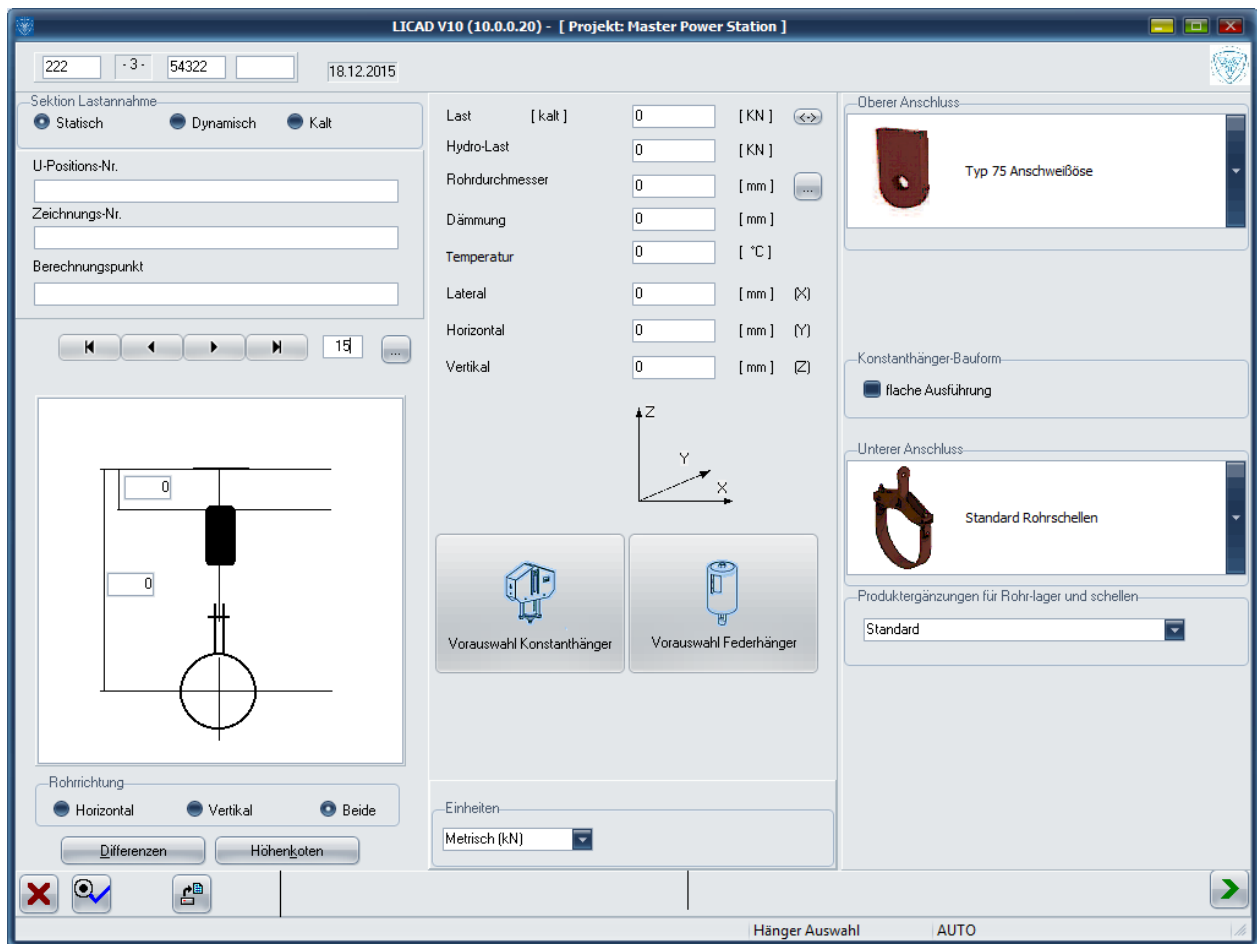 LICAD V10 (10.0.0.20) - [ Projekt: Master Power Station ]
222 - 3 - 54322 18.12.2015
Sektion Lastannahme
Statisch Dynamisch Kalt
U-Positions-Nr.
Zeichnungs-Nr.
Berechnungspunkt
15 ...
0
0
Rohrrichtung
Horizontal Vertikal Beide
Differenzen Höhenkoten
Last [ kalt ] 0 [ KN ] <->
Hydro-Last 0 [ KN ]
Rohrdurchmesser 0 [ mm ] ...
Dämmung 0 [ mm ]
Temperatur 0 [ °C ]
Lateral 0 [ mm ] (X)
Horizontal 0 [ mm ] (Y)
Vertikal 0 [ mm ] (Z)
Z
Y
X
Vorauswahl Konstanthänger Vorauswahl Federhänger
Einheiten
Metrisch (kN)
Oberer Anschluss
Typ 75 Anschweißöse
Konstanthänger-Bauform
flache Ausführung
Unterer Anschluss
Standard Rohrschellen
Produktergänzungen für Rohr-lager und schellen
Standard
Hänger Auswahl AUTO